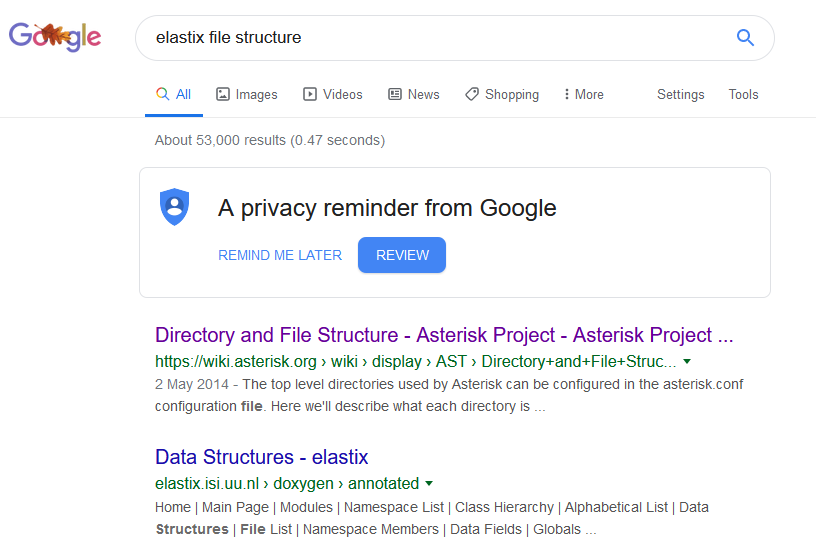 Google
elastix file structure
All Images Videos News Shopping More Settings Tools
About 53,000 results (0.47 seconds)
A privacy reminder from Google
REMIND ME LATER REVIEW
Directory and File Structure - Asterisk Project - Asterisk Project ...
https://wiki.asterisk.org › wiki › display › AST › Directory+and+File+Struc...
2 May 2014 - The top level directories used by Asterisk can be configured in the asterisk.conf
configuration file. Here we'll describe what each directory is ...
Data Structures - elastix
elastix.isi.uu.nl › doxygen › annotated
Home | Main Page | Modules | Namespace List | Class Hierarchy | Alphabetical List | Data
Structures | File List | Namespace Members | Data Fields | Globals ...